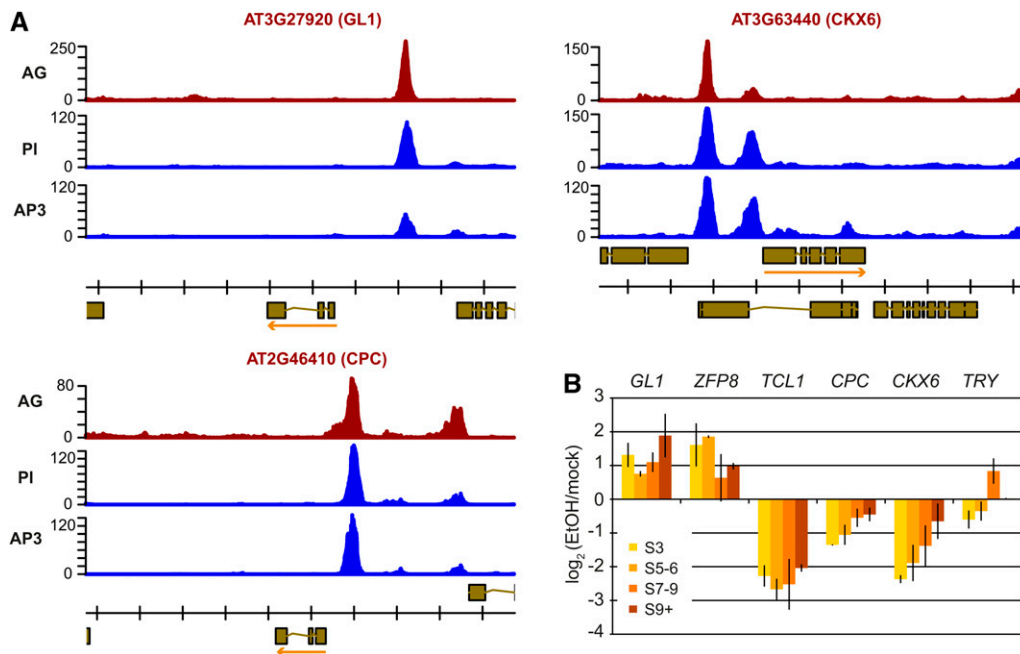 A
AT3G27920 (GL1)
AG
250
0
PI
120
0
AP3
120
0
AT3G63440 (CKX6)
150
0
150
0
120
0
AT2G46410 (CPC)
AG
80
0
PI
120
0
AP3
120
0
B
GL1 ZFP8 TCL1 CPC CKX6 TRY
3
2
1
0
-1
-2
-3
-4
log2 (EtOH/mock)
S3
S5-6
S7-9
S9+